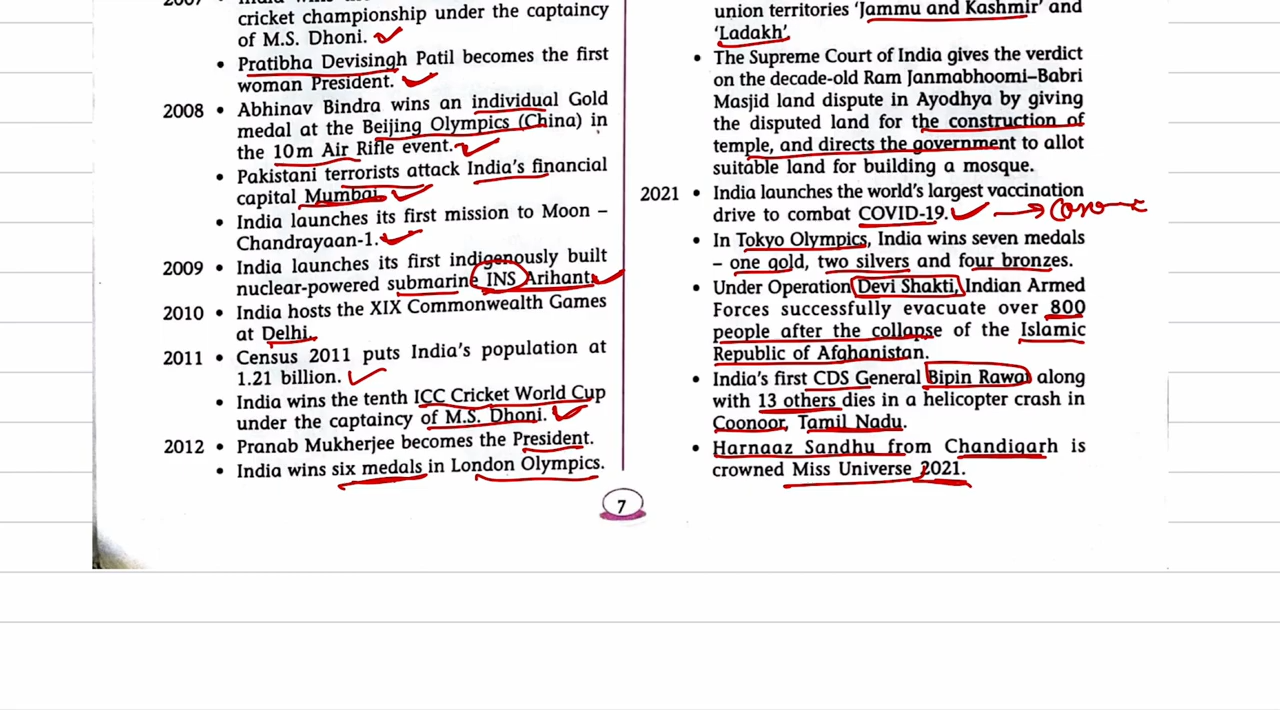 cricket championship under the captaincy
of M.S. Dhoni.
• Pratibha Devisingh Patil becomes the first
woman President.
2008 • Abhinav Bindra wins an individual Gold
medal at the Beijing Olympics (China) in
the 10m Air Rifle event.
• Pakistani terrorists attack India's financial
capital Mumbai.
• India launches its first mission to Moon –
Chandrayaan-1.
2009 • India launches its first indigenously built
nuclear-powered submarine INS Arihant.
2010 • India hosts the XIX Commonwealth Games
at Delhi.
2011 • Census 2011 puts India's population at
1.21 billion.
• India wins the tenth ICC Cricket World Cup
under the captaincy of M.S. Dhoni.
2012 • Pranab Mukherjee becomes the President.
• India wins six medals in London Olympics.
union territories 'Jammu and Kashmir' and
'Ladakh'.
• The Supreme Court of India gives the verdict
on the decade-old Ram Janmabhoomi–Babri
Masjid land dispute in Ayodhya by giving
the disputed land for the construction of
temple, and directs the government to allot
suitable land for building a mosque.
2021 • India launches the world's largest vaccination
drive to combat COVID-19.
• In Tokyo Olympics, India wins seven medals
– one gold, two silvers and four bronzes.
• Under Operation Devi Shakti, Indian Armed
Forces successfully evacuate over 800
people after the collapse of the Islamic
Republic of Afghanistan.
• India's first CDS General Bipin Rawat along
with 13 others dies in a helicopter crash in
Coonoor, Tamil Nadu.
• Harnaaz Sandhu from Chandigarh is
crowned Miss Universe 2021.
7